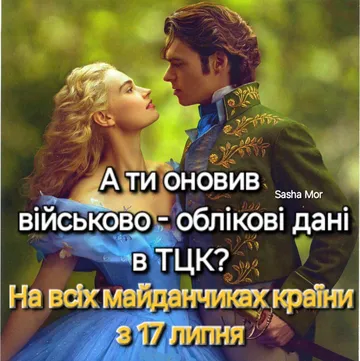 А ти оновив
Sasha Mor
військово - облікові дані
в ТЦК?
На всіх майданчиках країни
з 17 липня